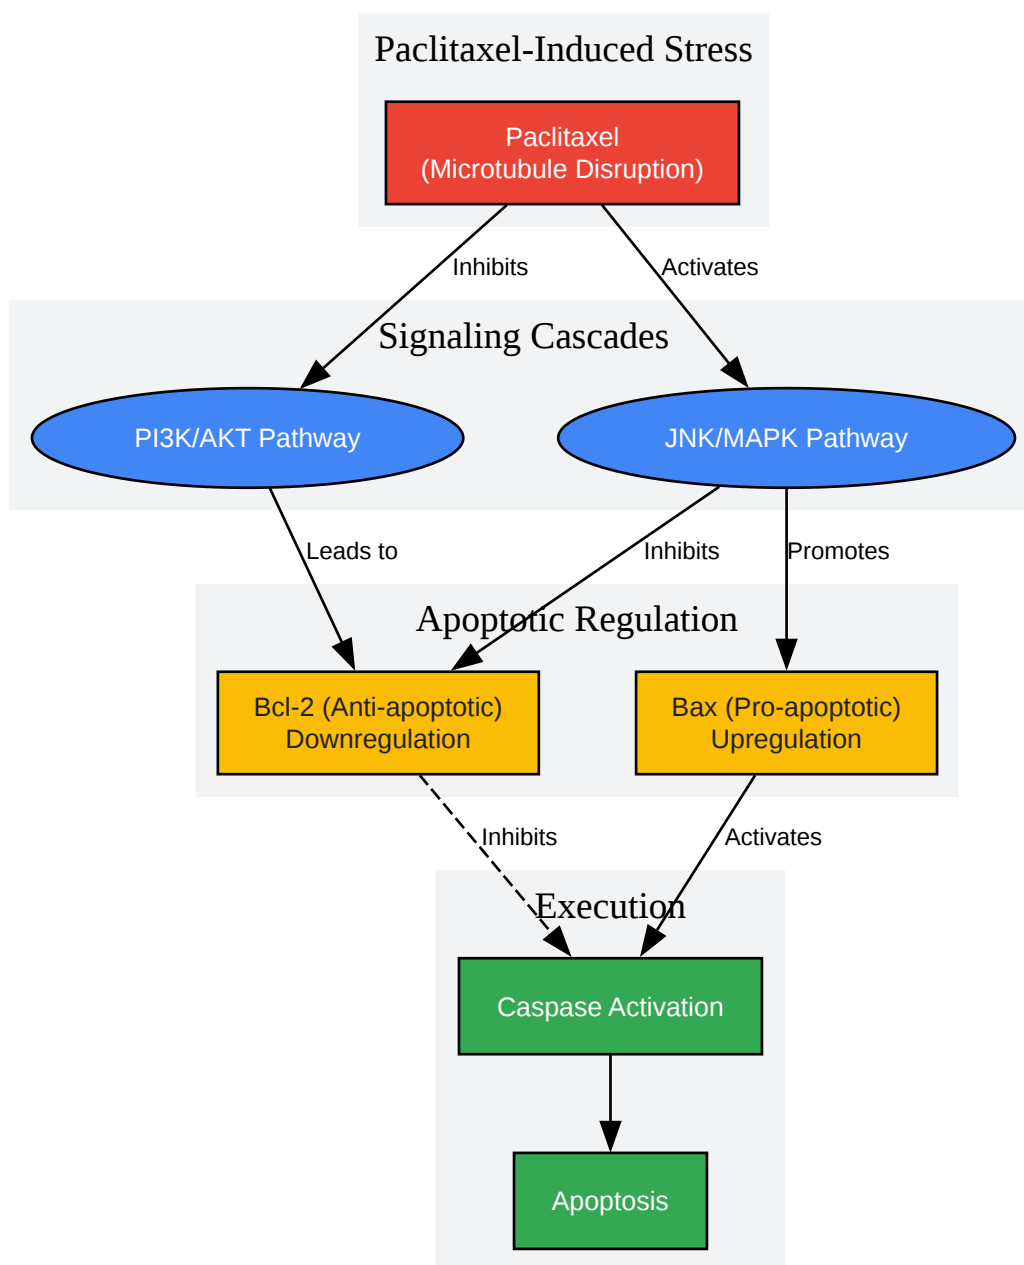 Paclitaxel-Induced Stress
Paclitaxel
(Microtubule Disruption)
Inhibits
Activates
Signaling Cascades
PI3K/AKT Pathway
JNK/MAPK Pathway
Leads to
Inhibits
Promotes
Apoptotic Regulation
Bcl-2 (Anti-apoptotic)
Downregulation
Bax (Pro-apoptotic)
Upregulation
Inhibits
Activates
Execution
Caspase Activation
Apoptosis